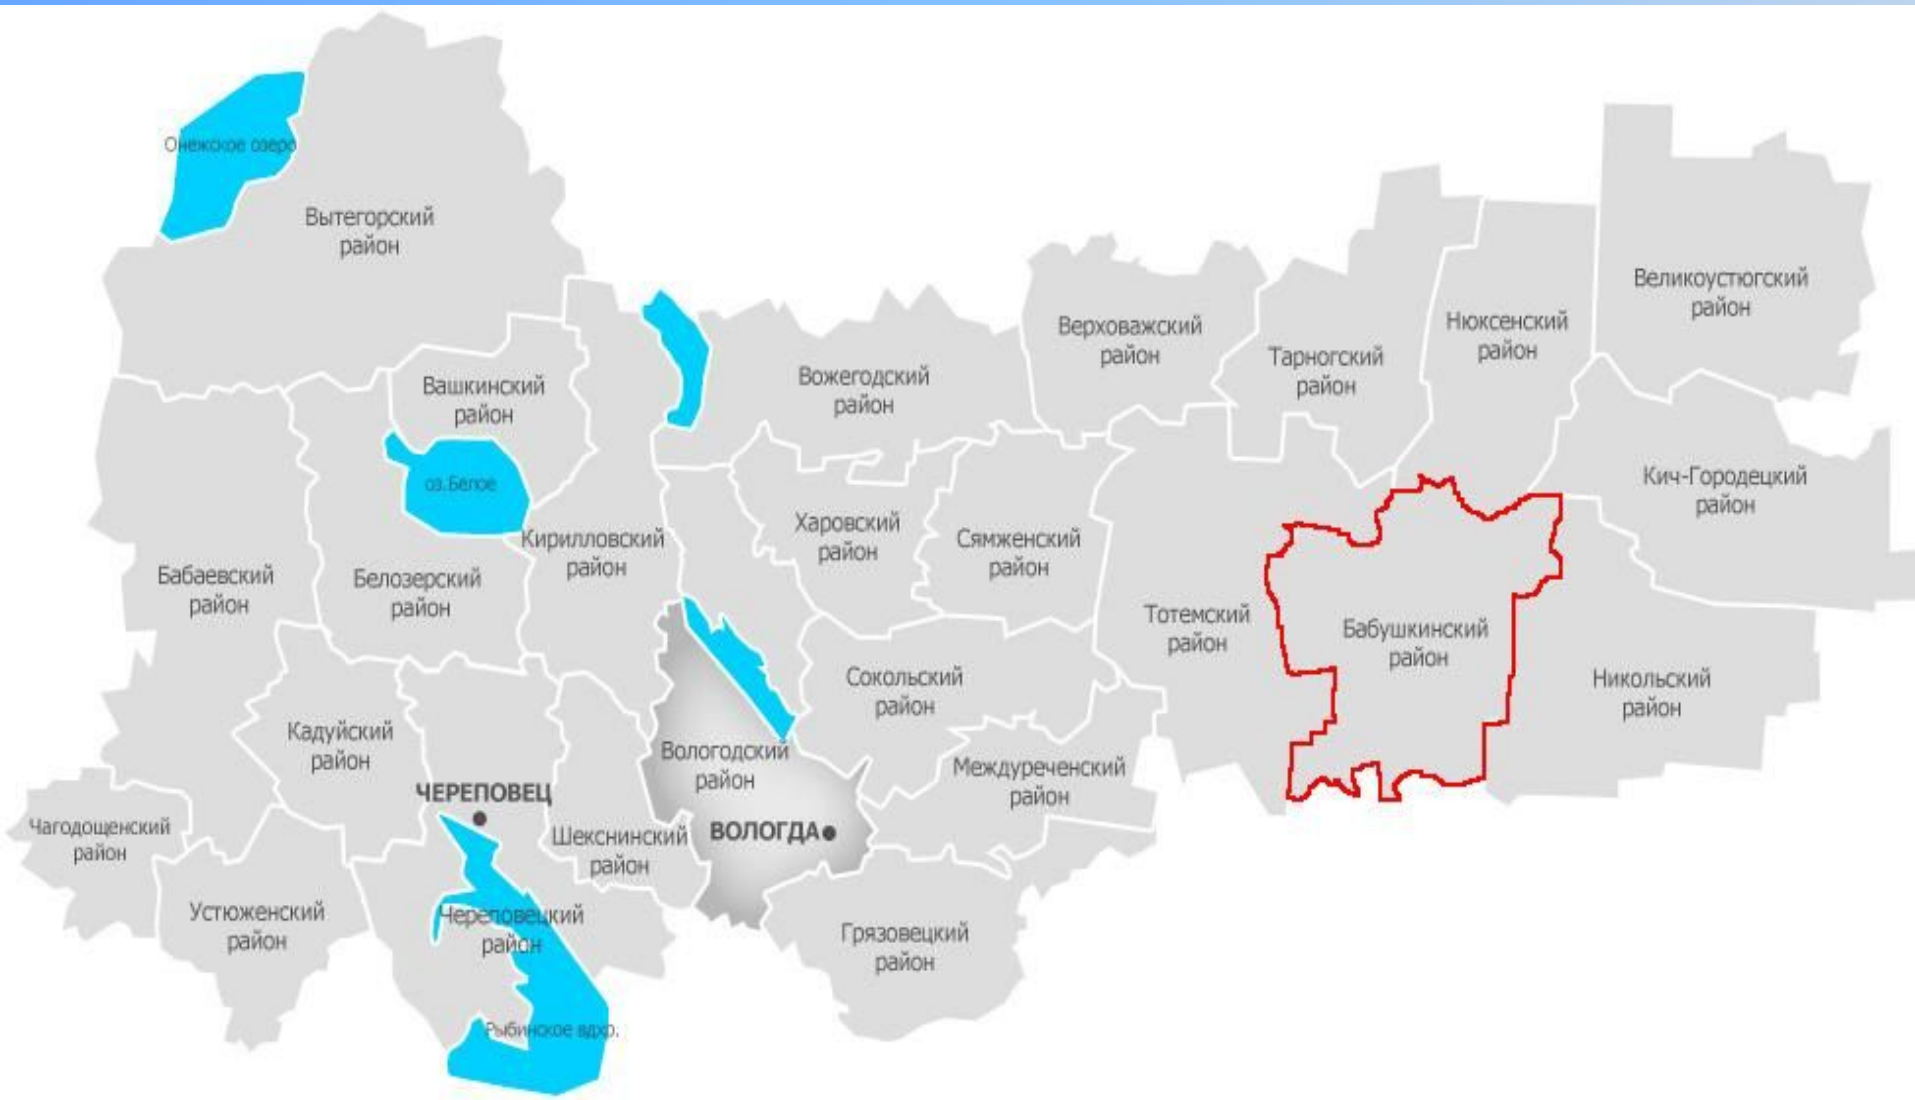 Онежское озеро
Вытегорский
район
Великоустюгский
район
Верховажский
район
Нюксенский
район
Тарногский
район
Вашкинский
район
Вожегодский
район
оз.Белое
Кич-Городецкий
район
Кирилловский
район
Харовский
район
Сямженский
район
Бабаевский
район
Белозерский
район
Тотемский
район
Бабушкинский
район
Сокольский
район
Никольский
район
Кадуйский
район
Вологодский
район
Междуреченский
район
ЧЕРЕПОВЕЦ
Чагодощенский
район
Шекснинский
район
ВОЛОГДА
Устюженский
район
Череповецкий
район
Грязовецкий
район
Рыбинское вдхр.